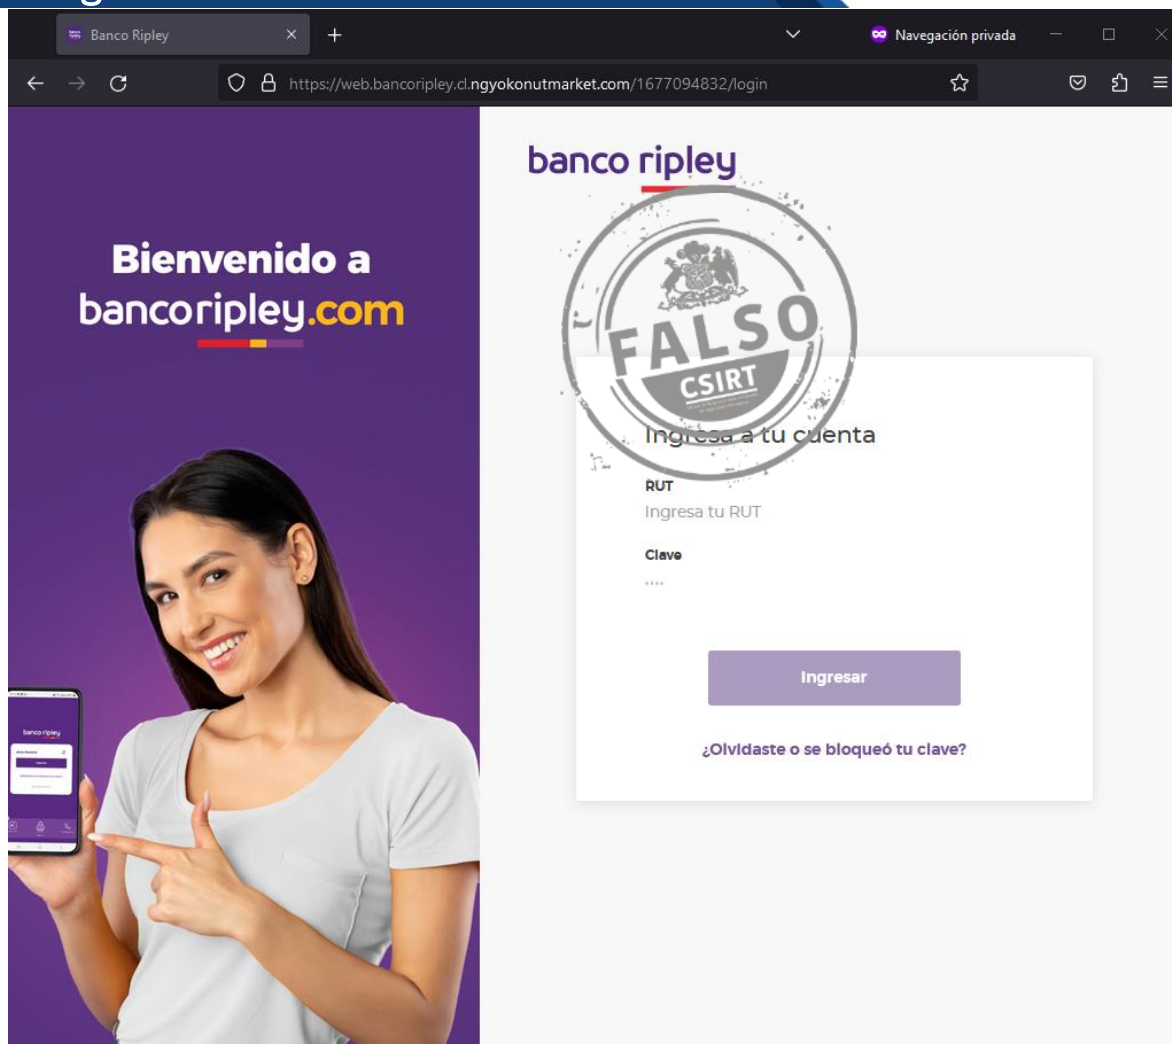 Banco Ripley
Navegación privada
https://web.bancoripley.cl.ngyokonutmarket.com/1677094832/login
Bienvenido a
bancoripley.com
banco ripley
FALSO
CSIRT
Ingresa a tu cuenta
RUT
Ingresa tu RUT
Clave
Ingresar
¿Olvidaste o se bloqueó tu clave?
banco ripley